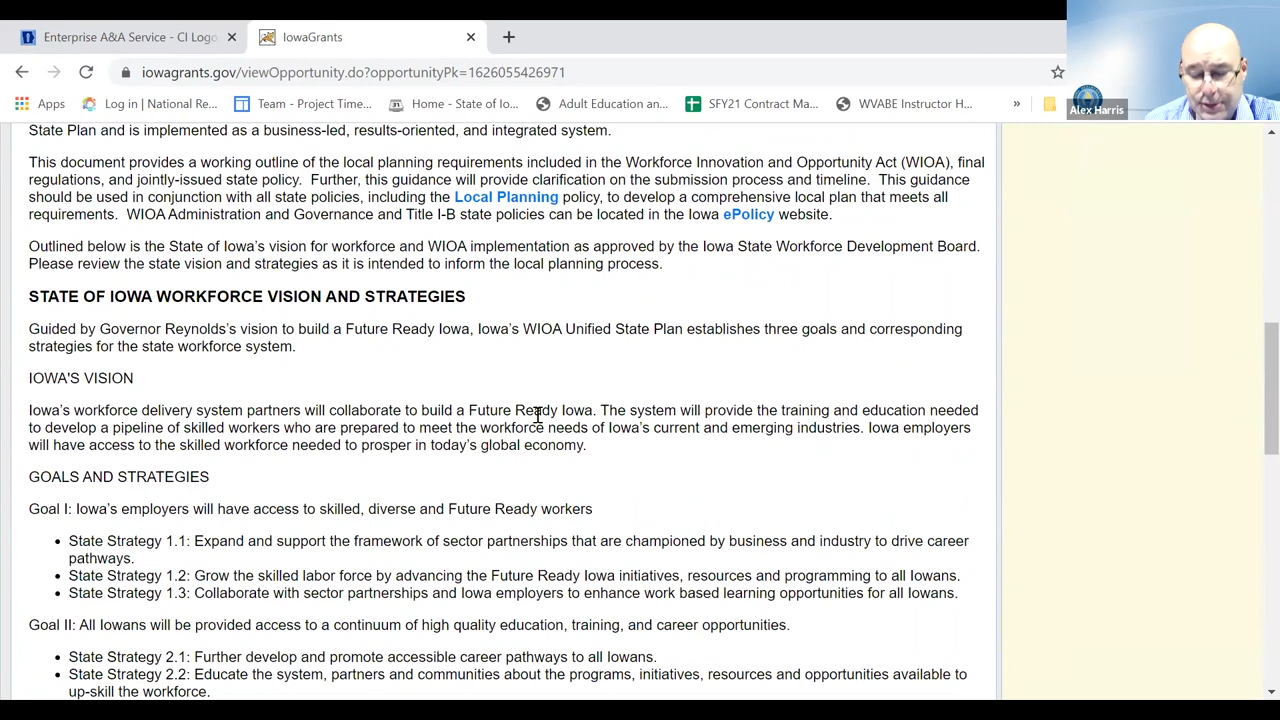 Enterprise A&A Service - CI Logo
IowaGrants
iowagrants.gov/viewOpportunity.do?opportunityPk=1626055426971
Apps
Log in | National Re...
Team - Project Time...
Home - State of Io...
Adult Education an...
SFY21 Contract Ma...
WVABE Instructor H...
»
Alex Harris
State Plan and is implemented as a business-led, results-oriented, and integrated system.
This document provides a working outline of the local planning requirements included in the Workforce Innovation and Opportunity Act (WIOA), final
regulations, and jointly-issued state policy. Further, this guidance will provide clarification on the submission process and timeline. This guidance
should be used in conjunction with all state policies, including the Local Planning policy, to develop a comprehensive local plan that meets all
requirements. WIOA Administration and Governance and Title I-B state policies can be located in the Iowa ePolicy website.
Outlined below is the State of Iowa's vision for workforce and WIOA implementation as approved by the Iowa State Workforce Development Board.
Please review the state vision and strategies as it is intended to inform the local planning process.
STATE OF IOWA WORKFORCE VISION AND STRATEGIES
Guided by Governor Reynolds's vision to build a Future Ready Iowa, Iowa's WIOA Unified State Plan establishes three goals and corresponding
strategies for the state workforce system.
IOWA'S VISION
Iowa's workforce delivery system partners will collaborate to build a Future Ready Iowa. The system will provide the training and education needed
to develop a pipeline of skilled workers who are prepared to meet the workforce needs of Iowa's current and emerging industries. Iowa employers
will have access to the skilled workforce needed to prosper in today's global economy.
GOALS AND STRATEGIES
Goal I: Iowa's employers will have access to skilled, diverse and Future Ready workers
• State Strategy 1.1: Expand and support the framework of sector partnerships that are championed by business and industry to drive career
pathways.
• State Strategy 1.2: Grow the skilled labor force by advancing the Future Ready Iowa initiatives, resources and programming to all Iowans.
• State Strategy 1.3: Collaborate with sector partnerships and Iowa employers to enhance work based learning opportunities for all Iowans.
Goal II: All Iowans will be provided access to a continuum of high quality education, training, and career opportunities.
• State Strategy 2.1: Further develop and promote accessible career pathways to all Iowans.
• State Strategy 2.2: Educate the system, partners and communities about the programs, initiatives, resources and opportunities available to
up-skill the workforce.